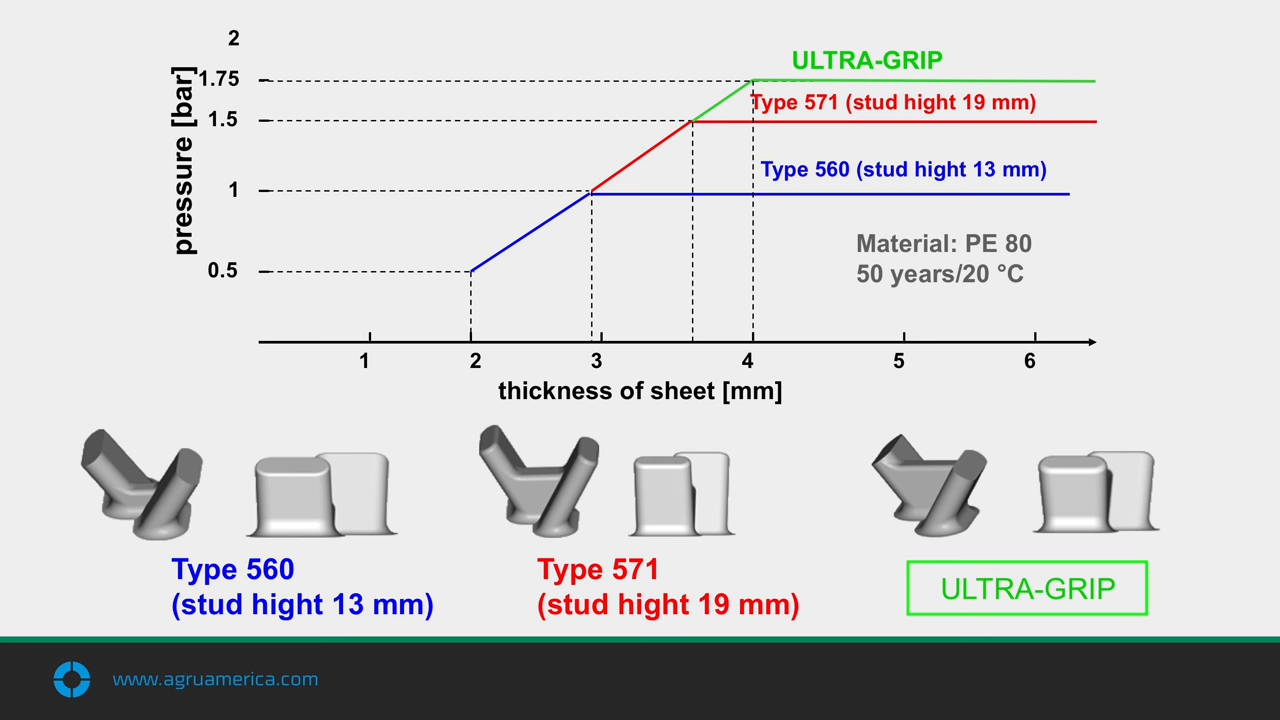 2
1.75
1.5
1
0.5
pressure [bar]
ULTRA-GRIP
Type 571 (stud hight 19 mm)
Type 560 (stud hight 13 mm)
Material: PE 80
50 years/20 °C
1 2 3 4 5 6
thickness of sheet [mm]
Type 560
(stud hight 13 mm)
Type 571
(stud hight 19 mm)
ULTRA-GRIP
www.agruamerica.com